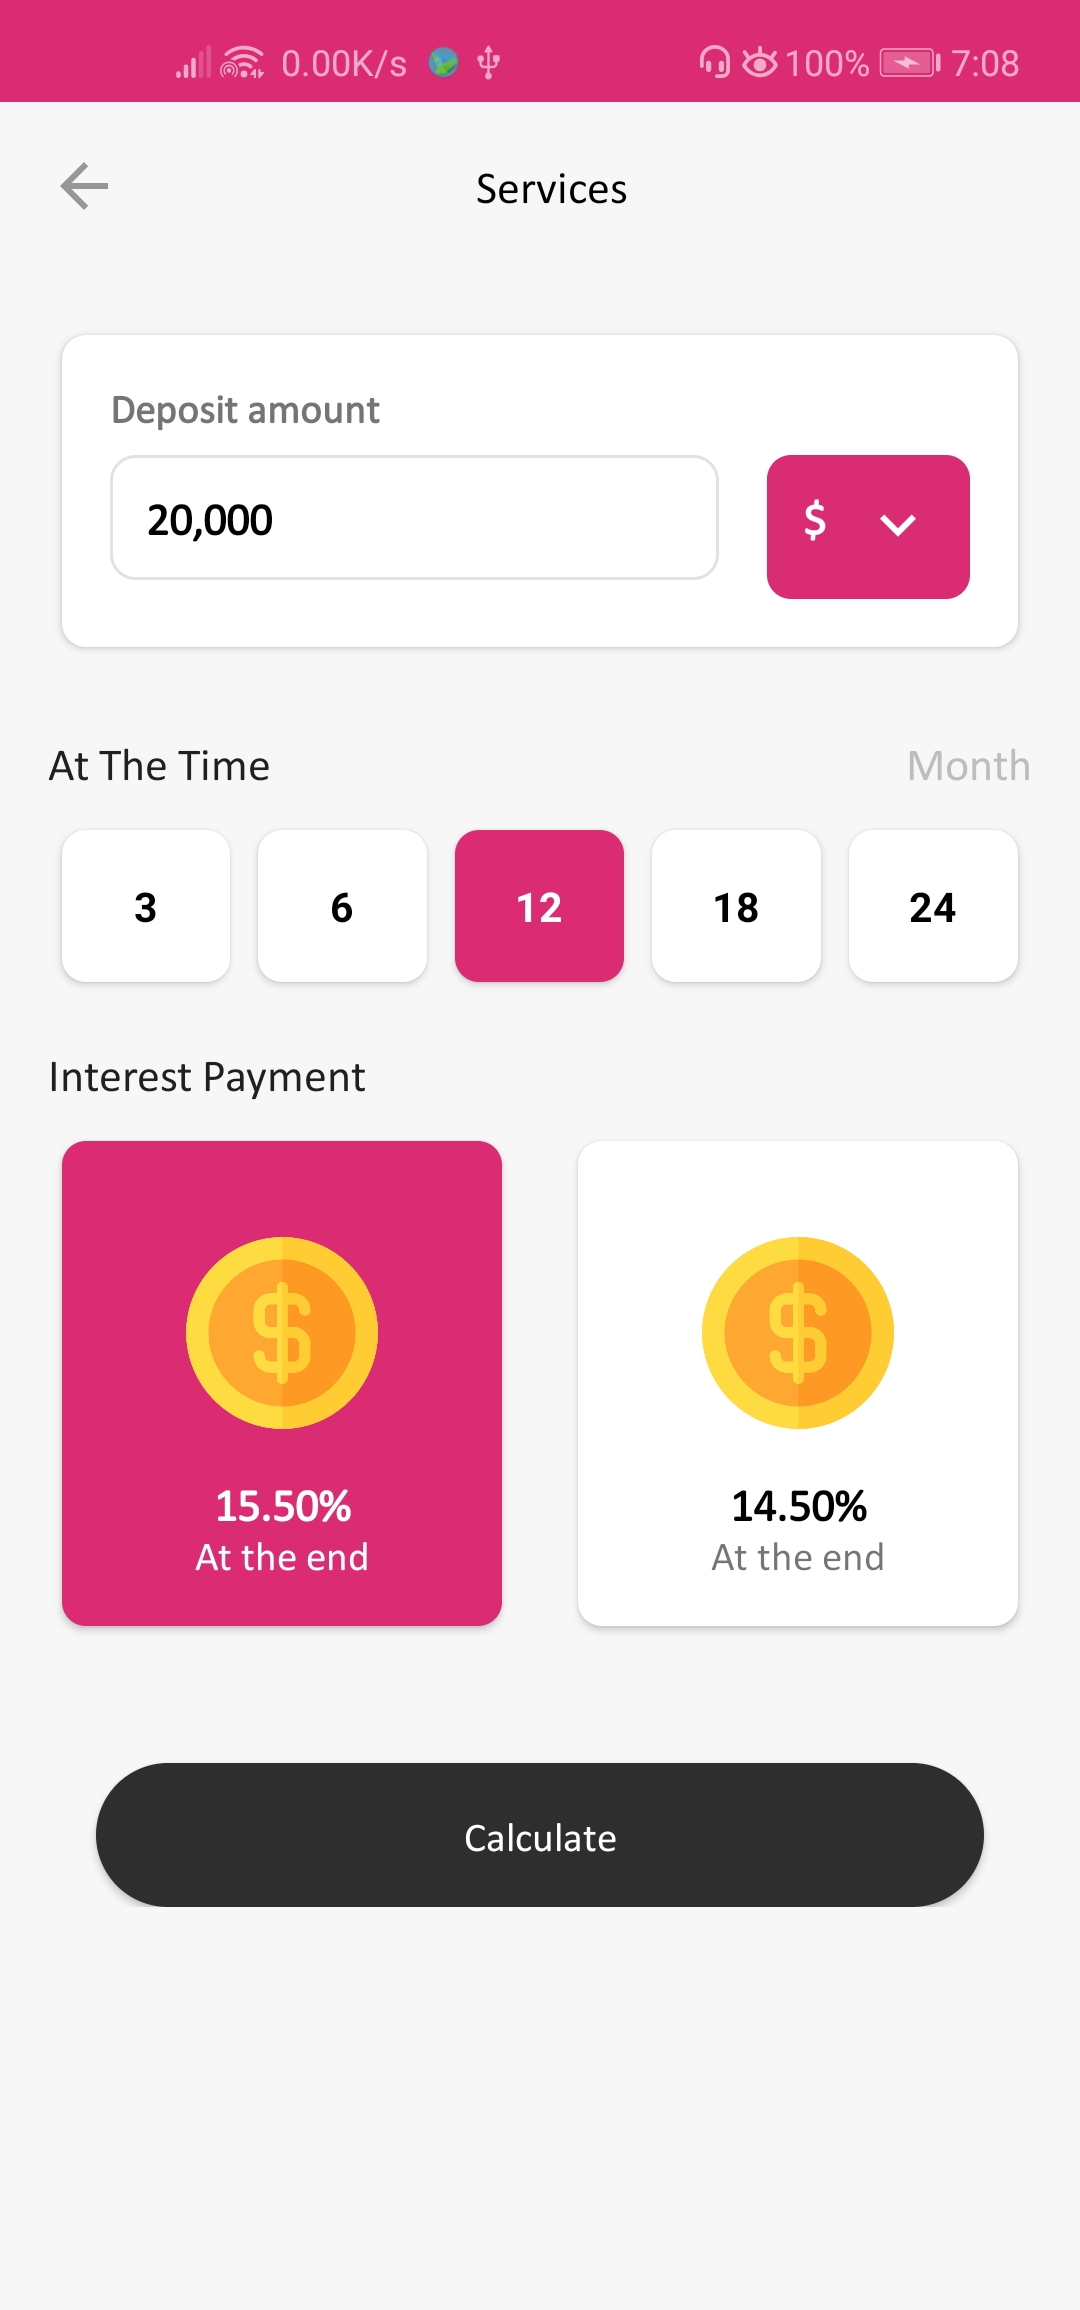 0.00K/s 100% 7:08
Services
Deposit amount
20,000 $
At The Time Month
3 6 12 18 24
Interest Payment
15.50% 14.50%
At the end At the end
Calculate